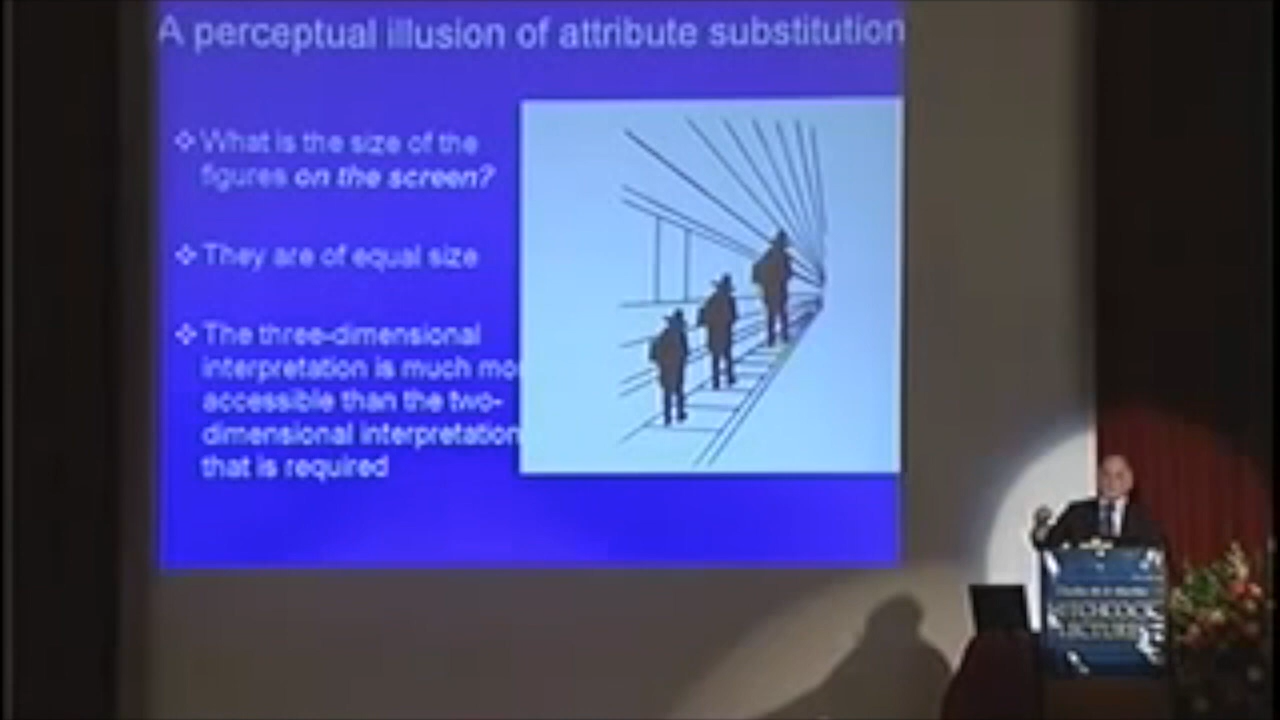 A perceptual illusion of attribute substitution
What is the size of the
figures on the screen?
They are of equal size
The three-dimensional
interpretation is much mo
accessible than the two-
dimensional interpretation
that is required
HITCHCOCK
LECTURES